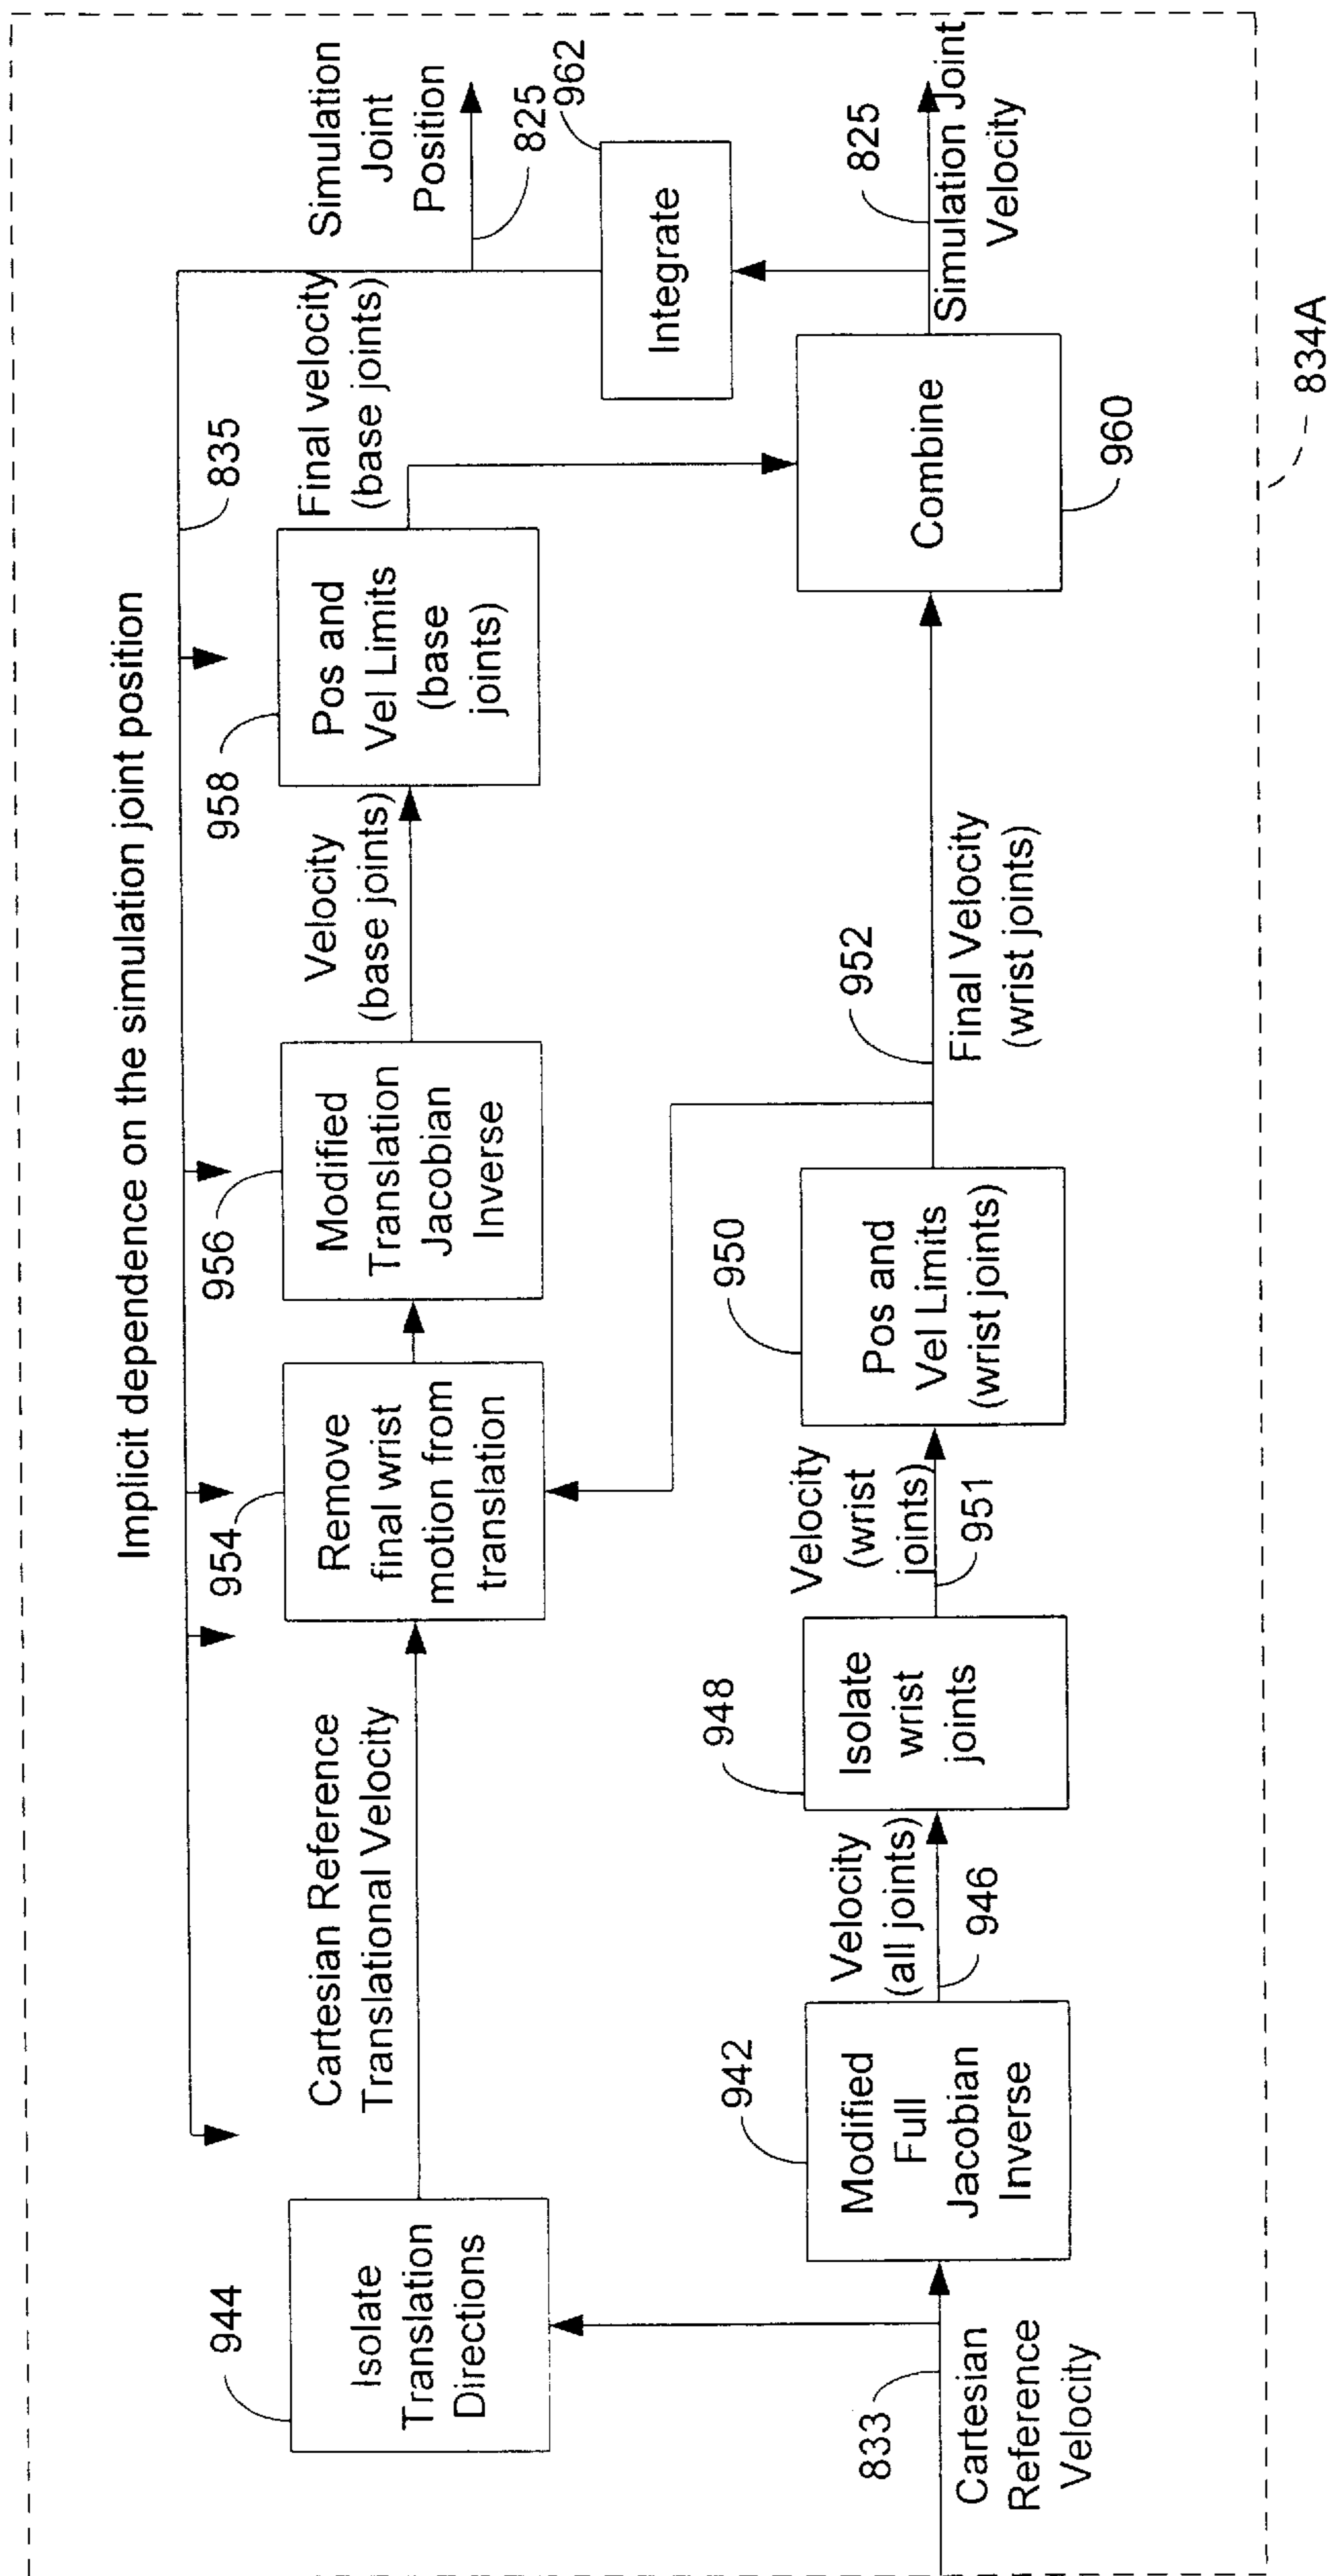 Implicit dependence on the simulation joint position
835
944
Isolate
Translation
Directions
Cartesian Reference
Translational Velocity
954
Remove
final wrist
motion from
translation
956
Modified
Translation
Jacobian
Inverse
Velocity
(base joints)
958
Pos and
Vel Limits
(base
joints)
Final velocity
(base joints)
Simulation
Joint
Position
825
962
Integrate
833
Cartesian
Reference
Velocity
942
Modified
Full
Jacobian
Inverse
Velocity
(all joints)
946
948
Isolate
wrist
joints
Velocity
(wrist
joints)
951
950
Pos and
Vel Limits
(wrist joints)
952
Final Velocity
(wrist joints)
Combine
960
825
Simulation Joint
Velocity
834A